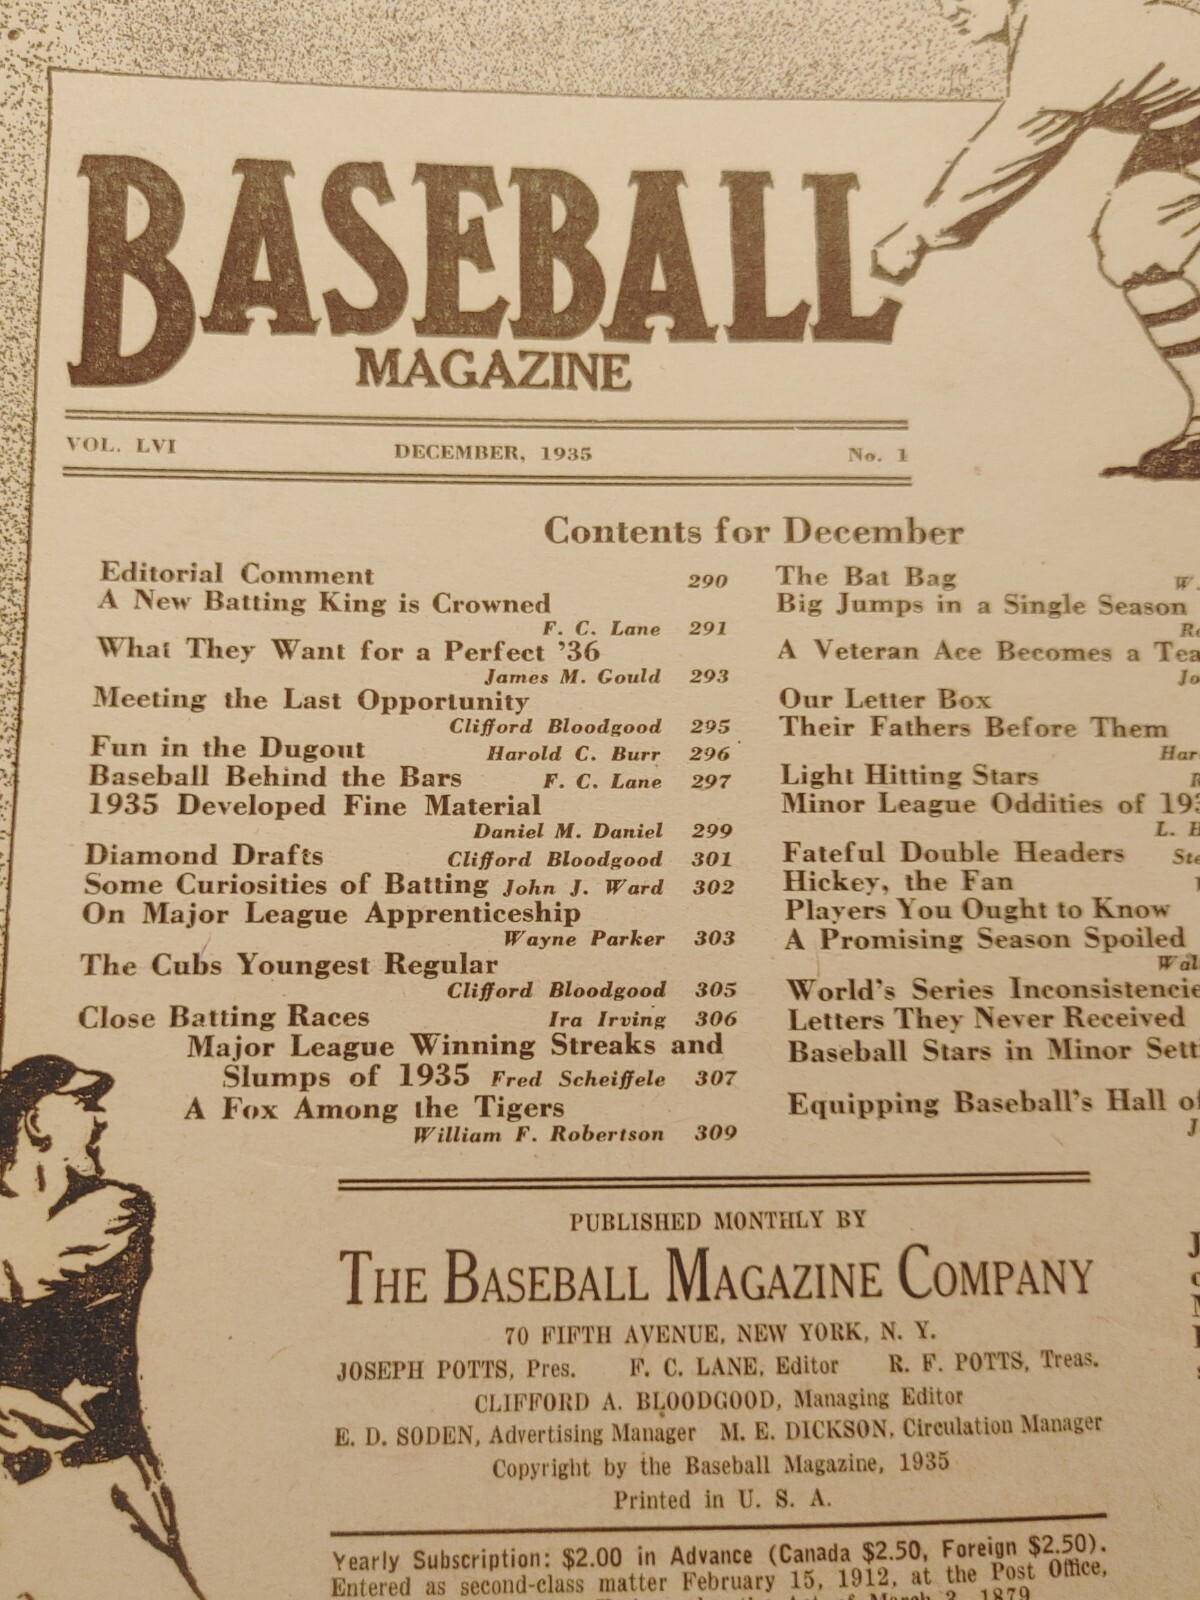 BASEBALL
MAGAZINE
VOL. LVI DECEMBER, 1935 No. 1
Contents for December
Editorial Comment 290
A New Batting King is Crowned
F. C. Lane 291
What They Want for a Perfect '36
James M. Gould 293
Meeting the Last Opportunity
Clifford Bloodgood 295
Fun in the Dugout Harold C. Burr 296
Baseball Behind the Bars F. C. Lane 297
1935 Developed Fine Material
Daniel M. Daniel 299
Diamond Drafts Clifford Bloodgood 301
Some Curiosities of Batting John J. Ward 302
On Major League Apprenticeship
Wayne Parker 303
The Cubs Youngest Regular
Clifford Bloodgood 305
Close Batting Races Ira Irving 306
Major League Winning Streaks and
Slumps of 1935 Fred Scheiffele 307
A Fox Among the Tigers
William F. Robertson 309
The Bat Bag W.
Big Jumps in a Single Season
A Veteran Ace Becomes a
Our Letter Box
Their Fathers Before Them
Light Hitting Stars
Minor League Oddities of
L.
Fateful Double Headers
Hickey, the Fan
Players You Ought to Know
A Promising Season Spoiled
World's Series
Letters They Never Received
Baseball Stars in Minor
Equipping Baseball's Hall
PUBLISHED MONTHLY BY
THE BASEBALL MAGAZINE COMPANY
70 FIFTH AVENUE, NEW YORK, N. Y.
JOSEPH POTTS, Pres. F. C. LANE, Editor R. F. POTTS, Treas.
CLIFFORD A. BLOODGOOD, Managing Editor
E. D. SODEN, Advertising Manager M. E. DICKSON, Circulation Manager
Copyright by the Baseball Magazine, 1935
Printed in U. S. A.
Yearly Subscription: $2.00 in Advance (Canada $2.50, Foreign $2.50).
Entered as second-class matter February 15, 1912, at the Post Office,
of March 3, 1879